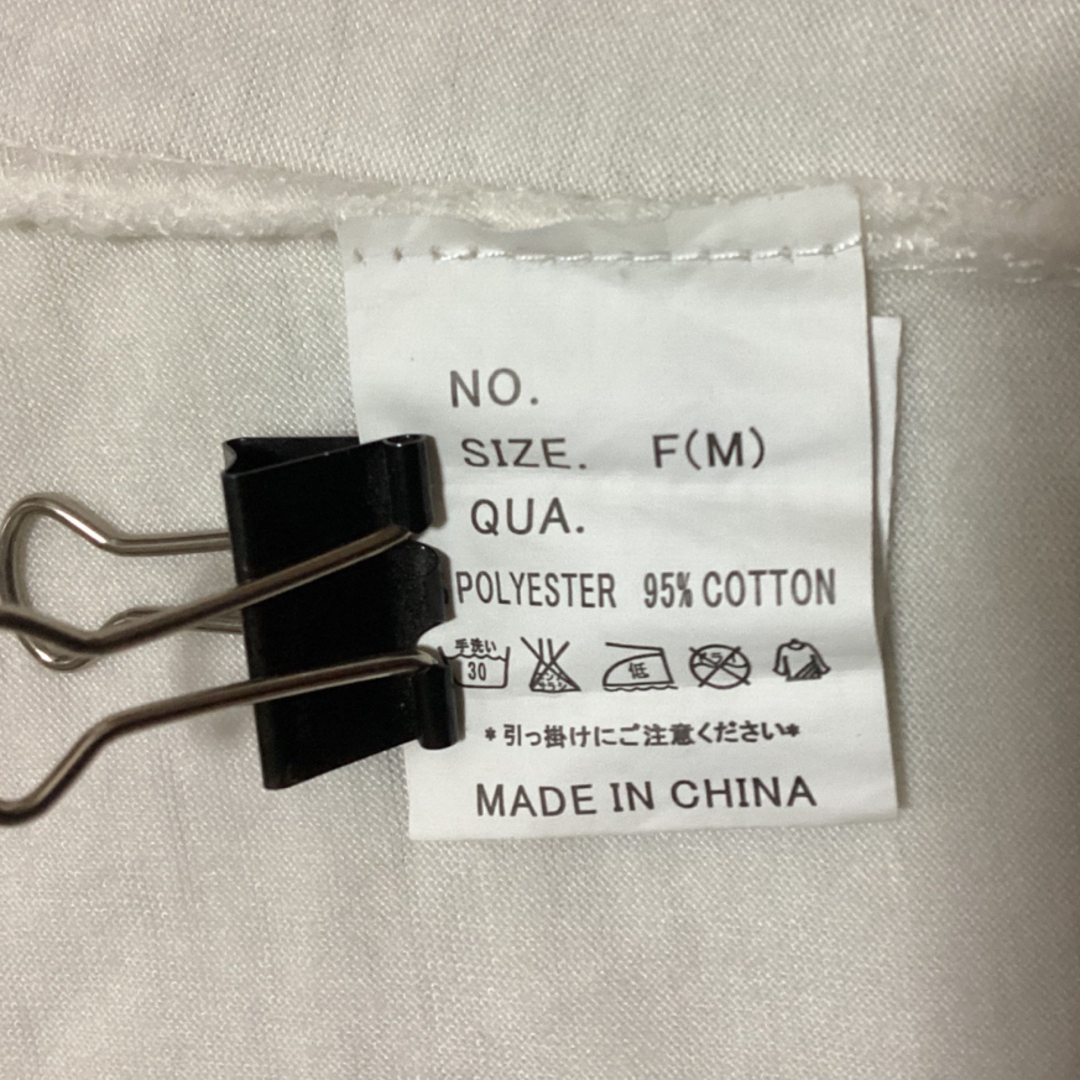 NO.
SIZE. F(M)
QUA.
POLYESTER 95% COTTON
手洗い
30
低
*引っ掛けにご注意ください*
MADE IN CHINA